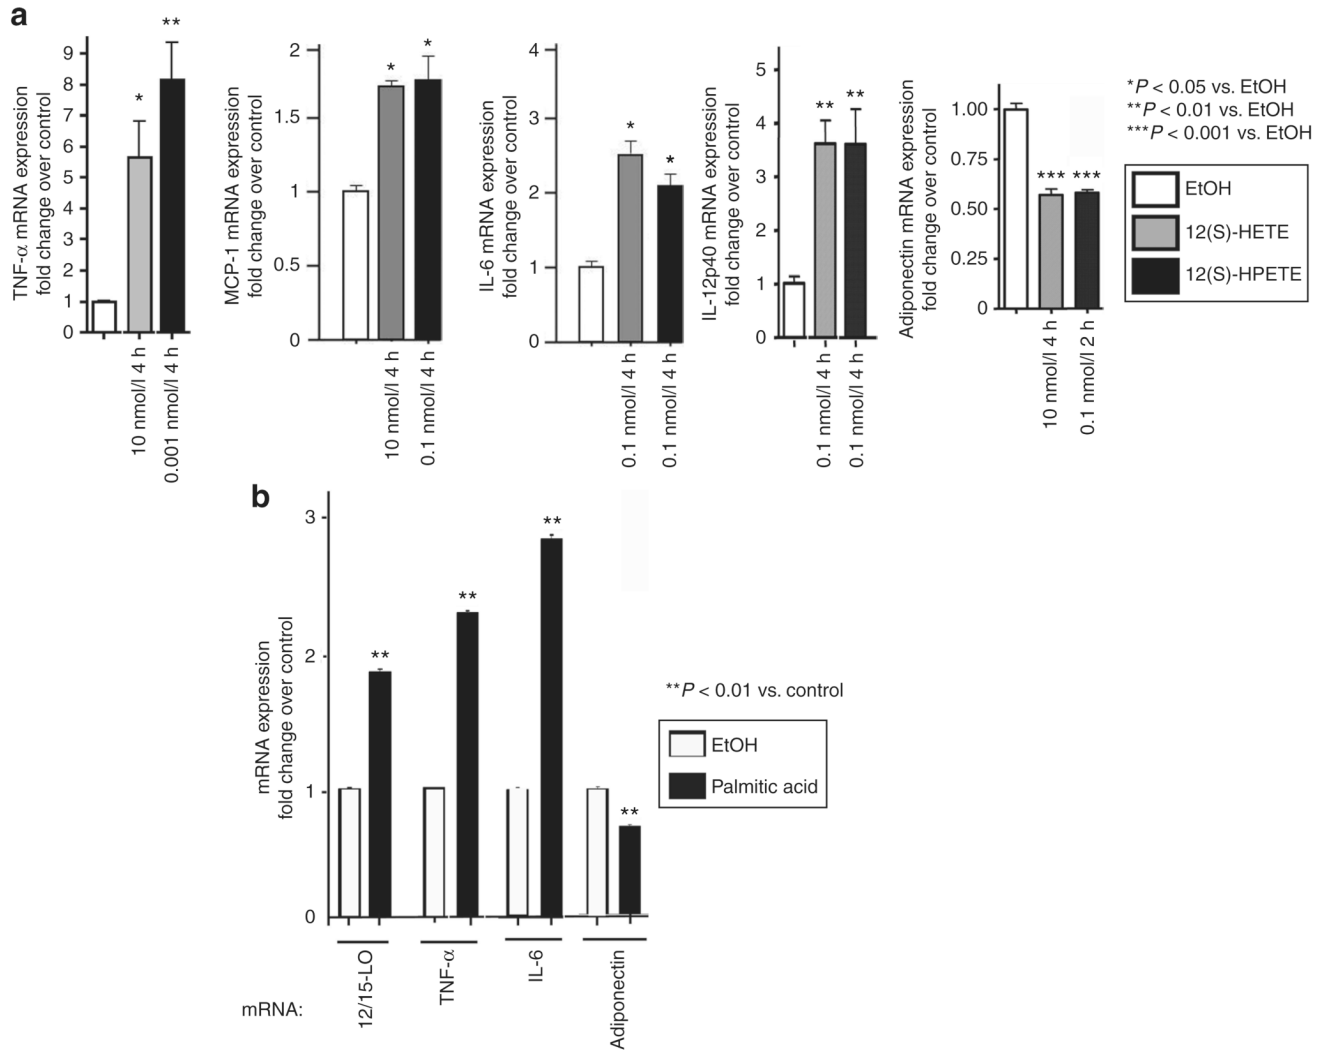 a
TNF-α mRNA expression
fold change over control
9
8
7
6
5
4
3
2
1
0
*
**
10 nmol/l 4 h
0.001 nmol/l 4 h
MCP-1 mRNA expression
fold change over control
2
1.5
1
0.5
0
*
*
10 nmol/l 4 h
0.1 nmol/l 4 h
IL-6 mRNA expression
fold change over control
4
3
2
1
0
*
*
0.1 nmol/l 4 h
0.1 nmol/l 4 h
IL-12p40 mRNA expression
fold change over control
5
4
3
2
1
0
**
**
0.1 nmol/l 4 h
0.1 nmol/l 4 h
Adiponectin mRNA expression
fold change over control
1.00
0.75
0.50
0.25
0
***
***
10 nmol/l 4 h
0.1 nmol/l 2 h
*P < 0.05 vs. EtOH
**P < 0.01 vs. EtOH
***P < 0.001 vs. EtOH
EtOH
12(S)-HETE
12(S)-HPETE
b
mRNA expression
fold change over control
3
2
1
0
**
**
**
**
12/15-LO
TNF-α
IL-6
Adiponectin
mRNA:
**P < 0.01 vs. control
EtOH
Palmitic acid